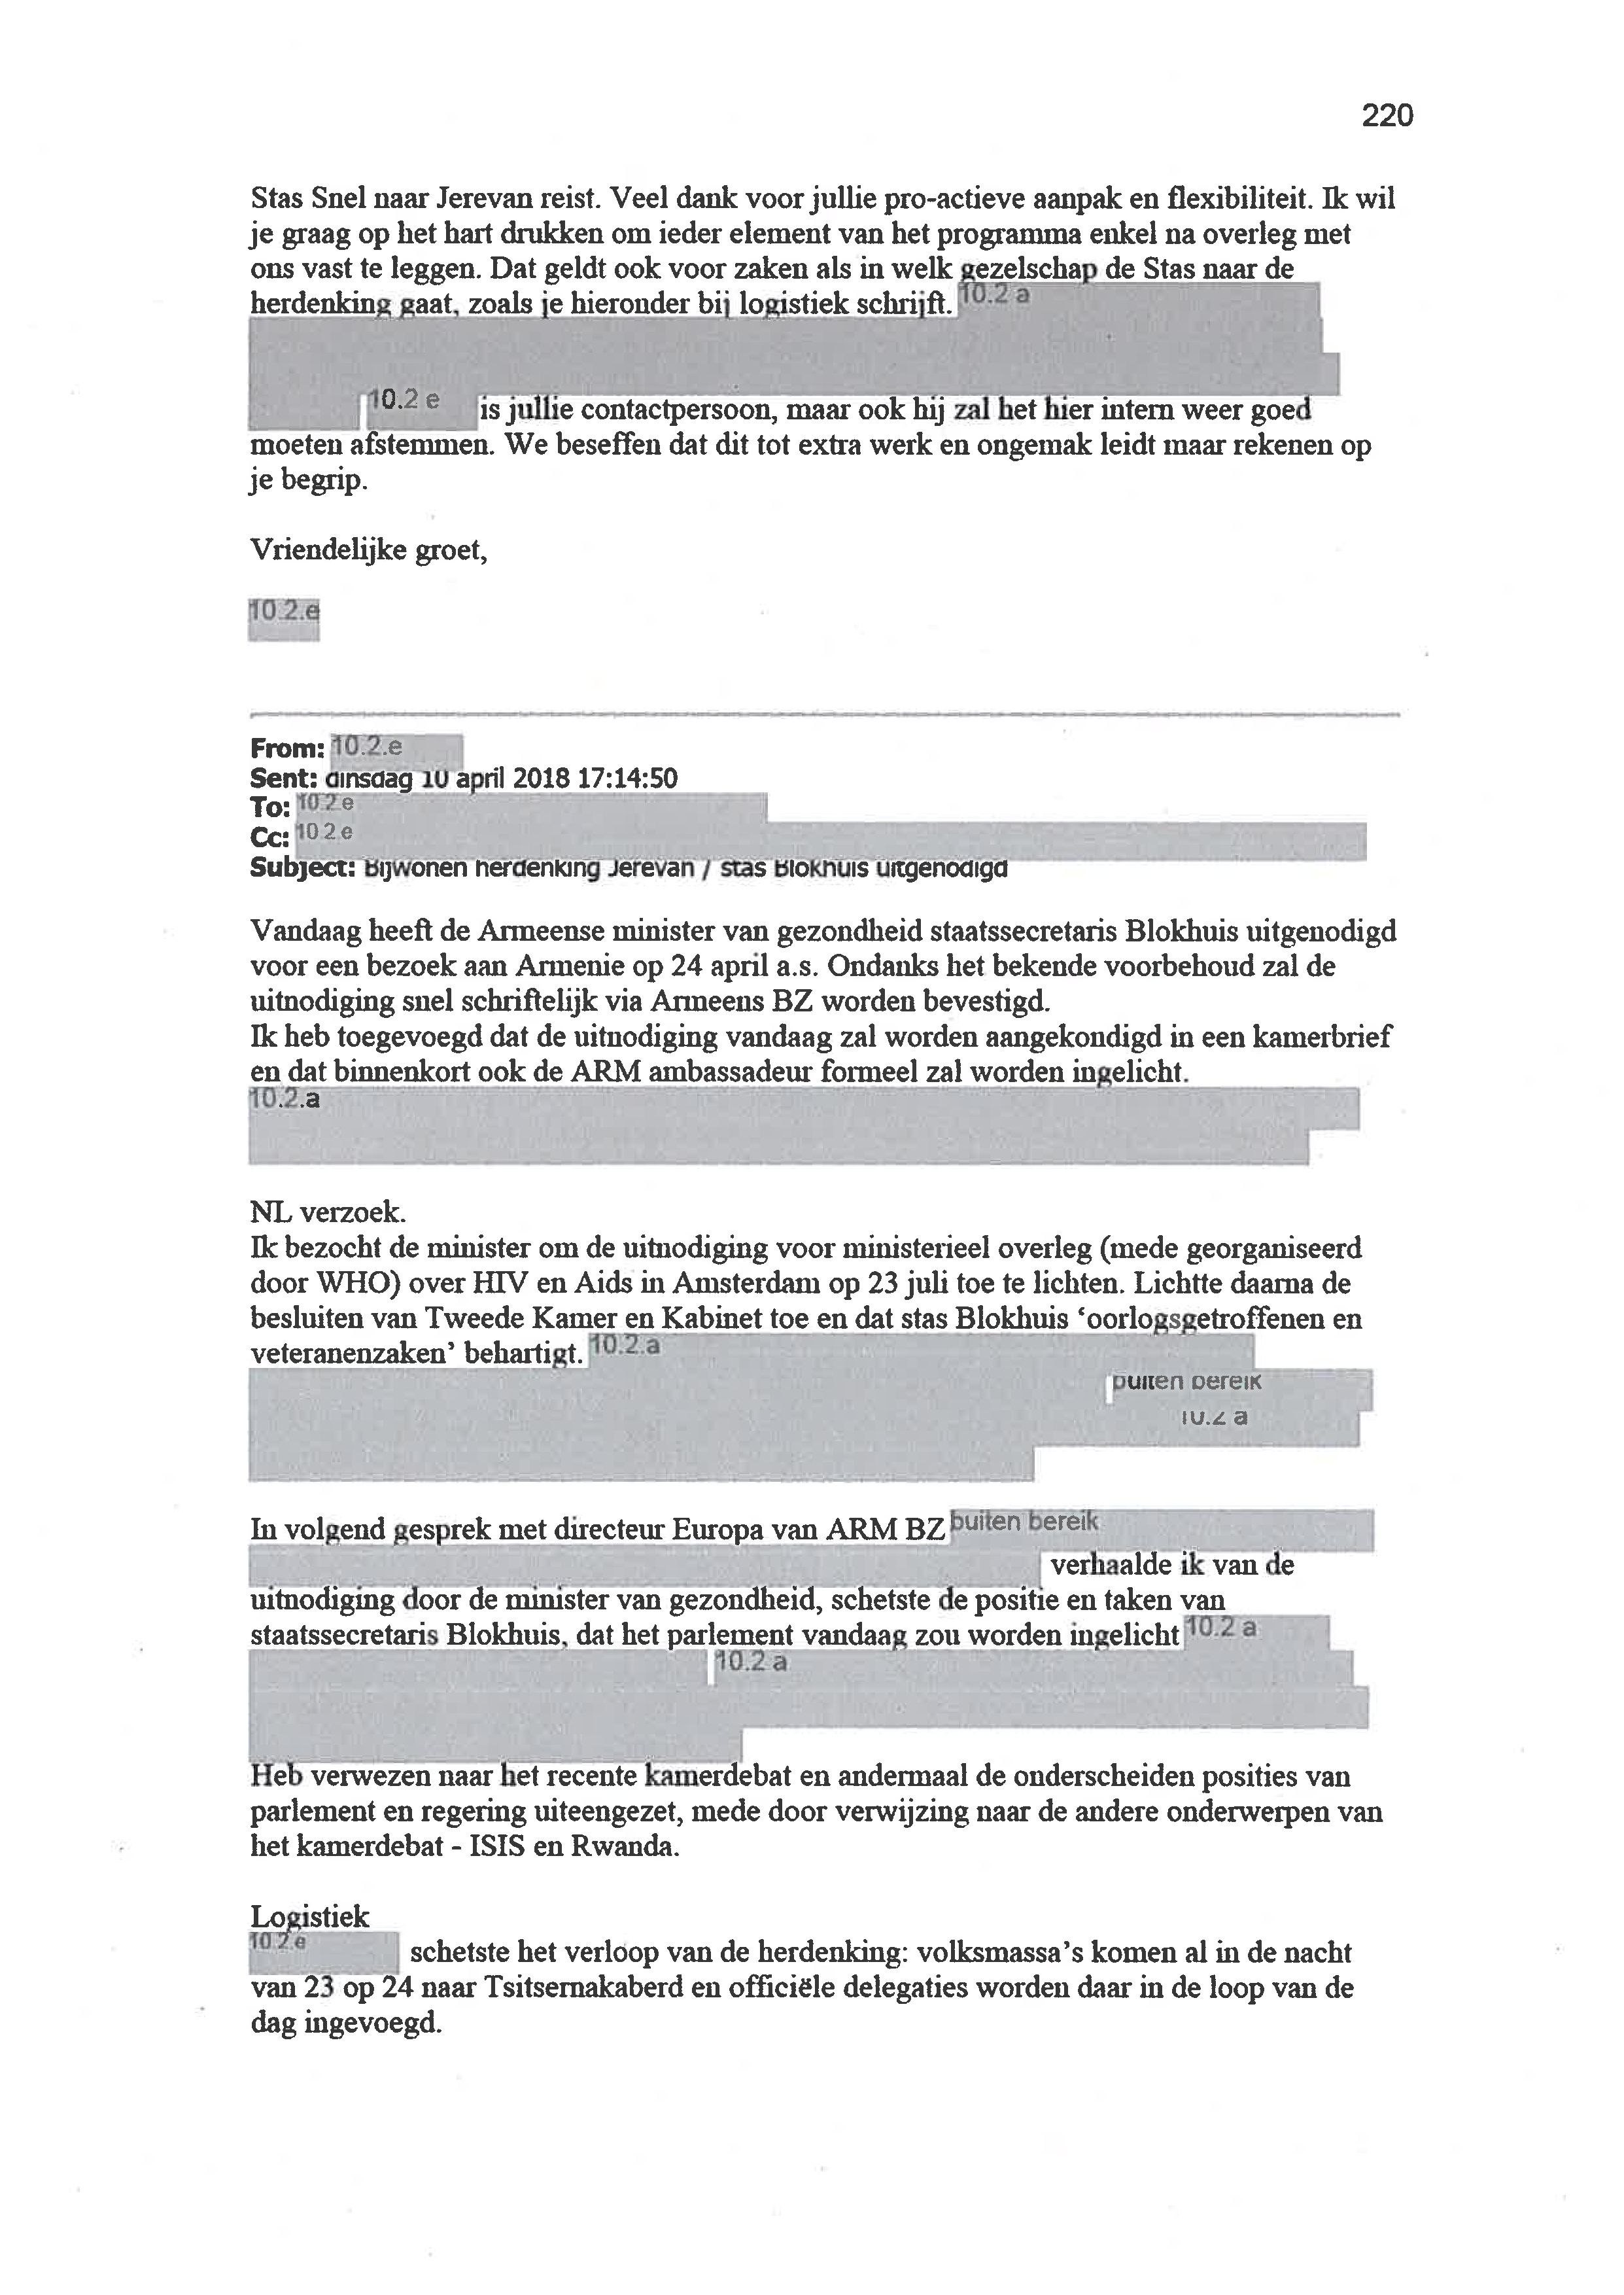 220
Stas Snel naar Jerevan reist. Veel dank voor jullie pro-actieve aanpak en flexibiliteit. Ik wil
je graag op het hart drukken om ieder element van het programma enkel na overleg met
ons vast te leggen. Dat geldt ook voor zaken als in welk gezelschap de Stas naar de
herdenking gaat, zoals je hieronder bij logistiek schrijft. 10.2 a
10.2 e is jullie contactpersoon, maar ook hij zal het hier intern weer goed
moeten afstemmen. We beseffen dat dit tot extra werk en ongemak leidt maar rekenen op
je begrip.
Vriendelijke groet,
10.2.e
From: 10.2.e
Sent: dinsdag 10 april 2018 17:14:50
To: 10 2 e
Cc: 10 2 e
Subject: Bijwonen herdenking Jerevan / stas Blokhuis uitgenodigd
Vandaag heeft de Armeense minister van gezondheid staatssecretaris Blokhuis uitgenodigd
voor een bezoek aan Armenie op 24 april a.s. Ondanks het bekende voorbehoud zal de
uitnodiging snel schriftelijk via Armeens BZ worden bevestigd.
Ik heb toegevoegd dat de uitnodiging vandaag zal worden aangekondigd in een kamerbrief
en dat binnenkort ook de ARM ambassadeur formeel zal worden ingelicht.
10.2.a
NL verzoek.
Ik bezocht de minister om de uitnodiging voor ministerieel overleg (mede georganiseerd
door WHO) over HIV en Aids in Amsterdam op 23 juli toe te lichten. Lichtte daarna de
besluiten van Tweede Kamer en Kabinet toe en dat stas Blokhuis ‘oorlogsgetroffenen en
veteranenzaken’ behartigt. 10.2.a
buiten bereik
10.2 a
In volgend gesprek met directeur Europa van ARM BZ buiten bereik
verhaalde ik van de
uitnodiging door de minister van gezondheid, schetste de positie en taken van
staatssecretaris Blokhuis, dat het parlement vandaag zou worden ingelicht 10.2 a
10.2 a
Heb verwezen naar het recente kamerdebat en andermaal de onderscheiden posities van
parlement en regering uiteengezet, mede door verwijzing naar de andere onderwerpen van
het kamerdebat - ISIS en Rwanda.
Logistiek
10 2 e schetste het verloop van de herdenking: volksmassa’s komen al in de nacht
van 23 op 24 naar Tsitsernakaberd en officiële delegaties worden daar in de loop van de
dag ingevoegd.